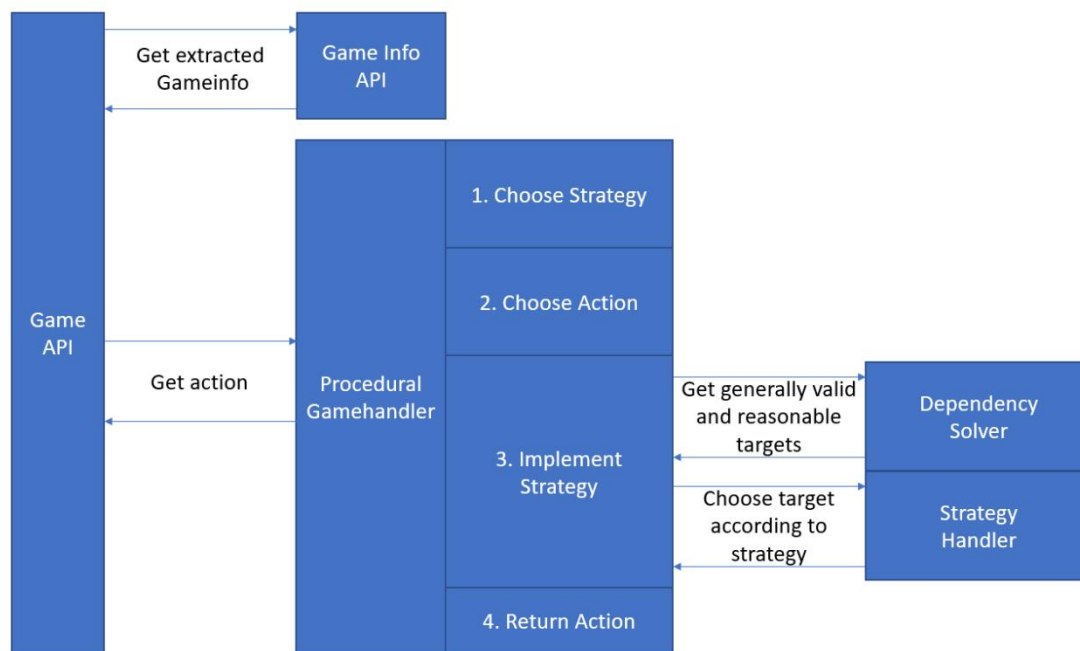 Get extracted
Gameinfo
Game Info
API
1. Choose Strategy
2. Choose Action
Game
API
Get action
Procedural
Gamehandler
3. Implement
Strategy
Get generally valid
and reasonable
targets
Dependency
Solver
Choose target
according to
strategy
Strategy
Handler
4. Return Action